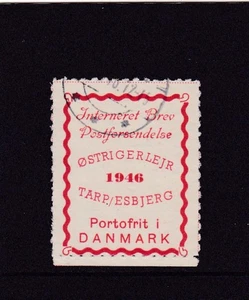 Interneret Brev
Postforsendelse
ØSTRIGERLEJR
1946
TARP/ESBJERG
Portofrit i
DANMARK